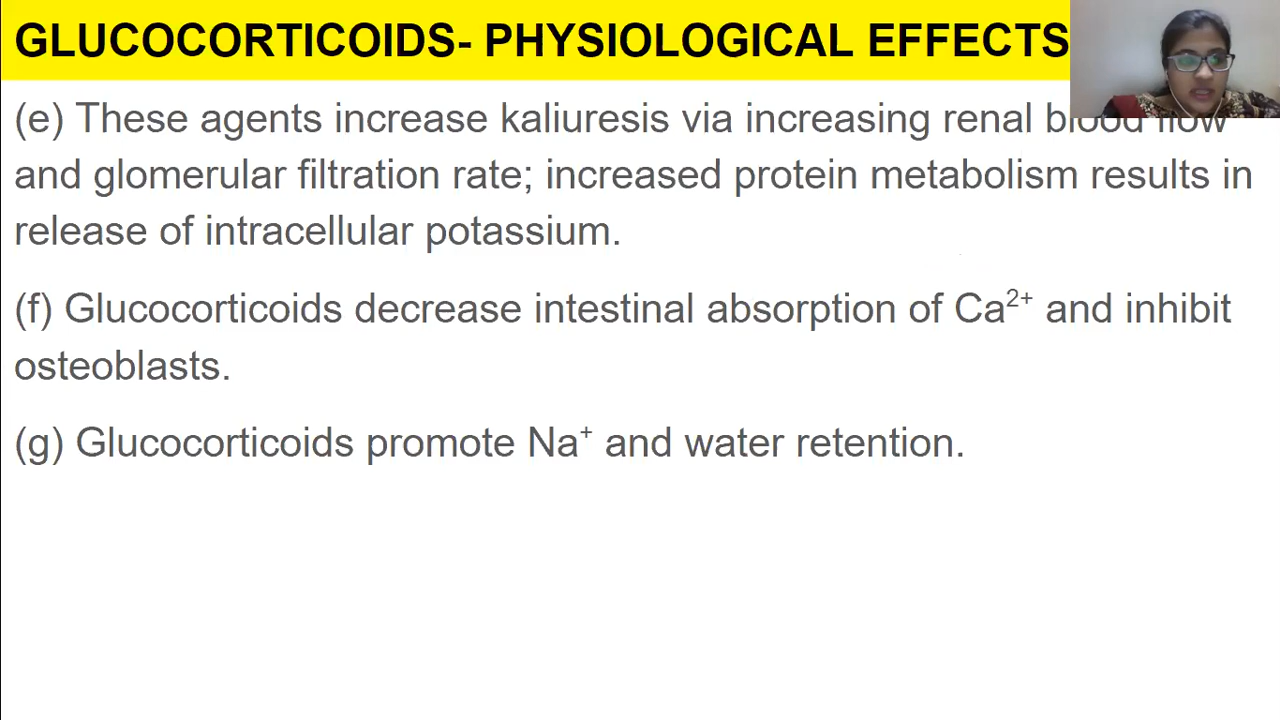 GLUCOCORTICOIDS- PHYSIOLOGICAL EFFECTS
(e) These agents increase kaliuresis via increasing renal blood flow
and glomerular filtration rate; increased protein metabolism results in
release of intracellular potassium.
(f) Glucocorticoids decrease intestinal absorption of Ca²⁺ and inhibit
osteoblasts.
(g) Glucocorticoids promote Na⁺ and water retention.